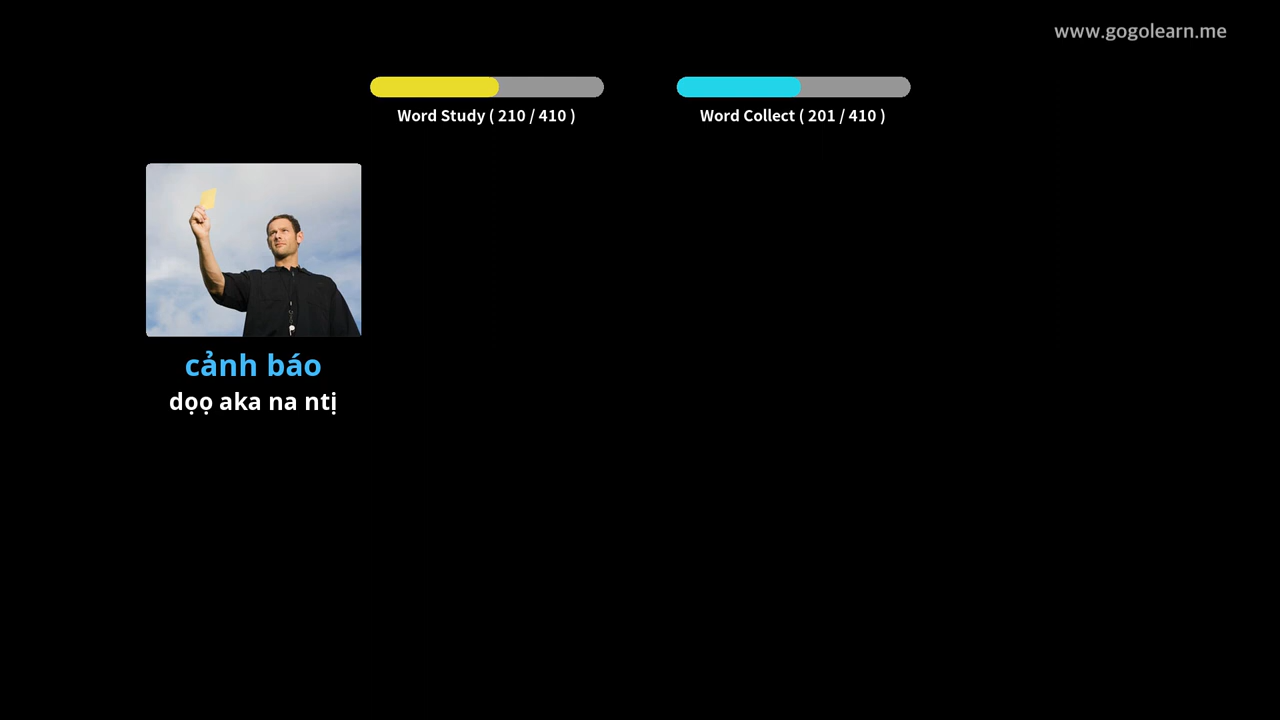 www.gogolearn.me
Word Study ( 210 / 410 )
Word Collect ( 201 / 410 )
cảnh báo
dọọ aka na ntị